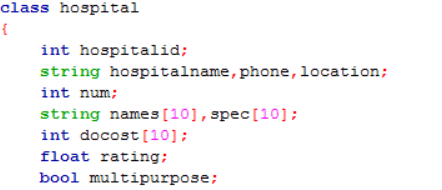 class hospital
{
int hospitalid;
string hospitalname,phone,location;
int num;
string names[10],spec[10];
int docost[10];
float rating;
bool multipurpose;